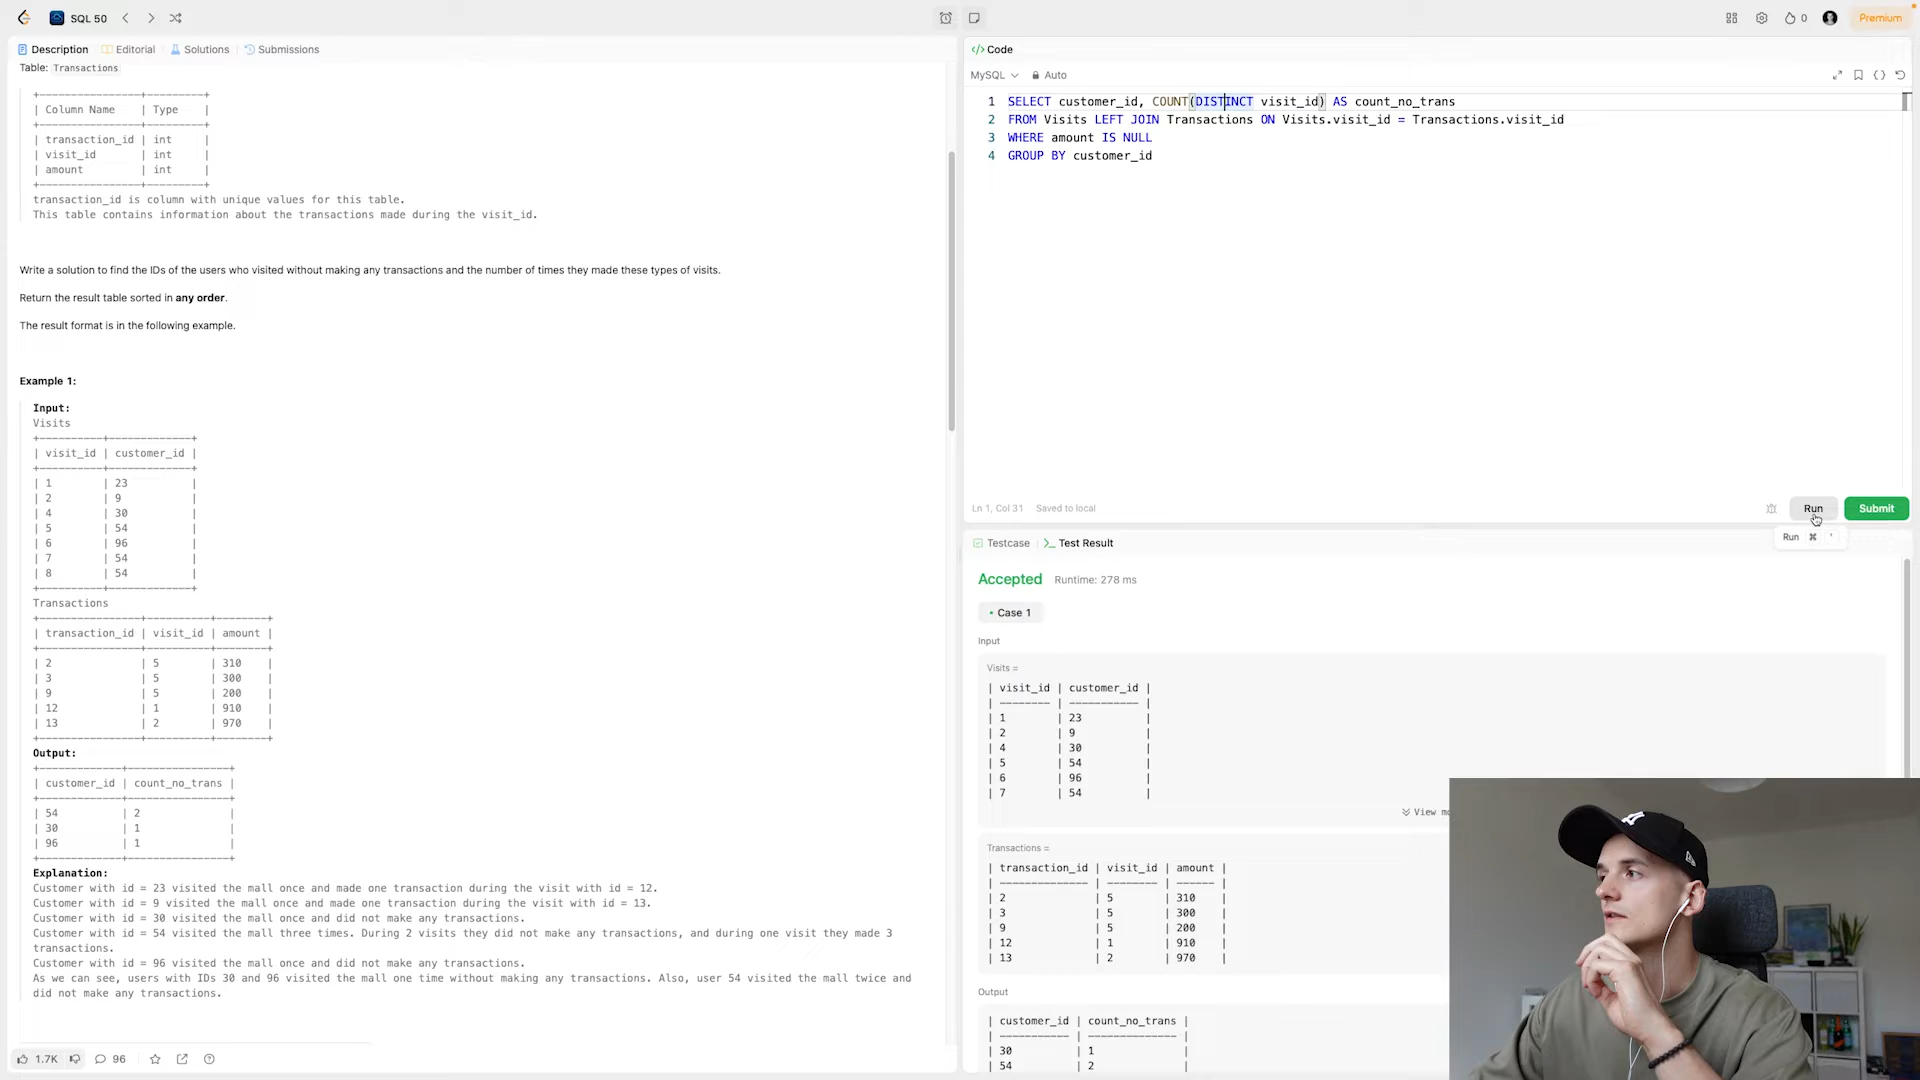 SQL 50
0
Premium
Description
Editorial
Solutions
Submissions
Table: Transactions
+----------------+---------+
| Column Name    | Type    |
+----------------+---------+
| transaction_id | int     |
| visit_id       | int     |
| amount         | int     |
+----------------+---------+
transaction_id is column with unique values for this table.
This table contains information about the transactions made during the visit_id.
Write a solution to find the IDs of the users who visited without making any transactions and the number of times they made these types of visits.
Return the result table sorted in any order.
The result format is in the following example.
Example 1:
Input:
Visits
+----------+-------------+
| visit_id | customer_id |
+----------+-------------+
| 1        | 23          |
| 2        | 9           |
| 4        | 30          |
| 5        | 54          |
| 6        | 96          |
| 7        | 54          |
| 8        | 54          |
+----------+-------------+
Transactions
+----------------+----------+--------+
| transaction_id | visit_id | amount |
+----------------+----------+--------+
| 2              | 5        | 310    |
| 3              | 5        | 300    |
| 9              | 5        | 200    |
| 12             | 1        | 910    |
| 13             | 2        | 970    |
+----------------+----------+--------+
Output:
+-------------+----------------+
| customer_id | count_no_trans |
+-------------+----------------+
| 54          | 2              |
| 30          | 1              |
| 96          | 1              |
+-------------+----------------+
Explanation:
Customer with id = 23 visited the mall once and made one transaction during the visit with id = 12.
Customer with id = 9 visited the mall once and made one transaction during the visit with id = 13.
Customer with id = 30 visited the mall once and did not make any transactions.
Customer with id = 54 visited the mall three times. During 2 visits they did not make any transactions, and during one visit they made 3
transactions.
Customer with id = 96 visited the mall once and did not make any transactions.
As we can see, users with IDs 30 and 96 visited the mall one time without making any transactions. Also, user 54 visited the mall twice and
did not make any transactions.
1.7K
96
</> Code
MySQL
Auto
1 SELECT customer_id, COUNT(DISTINCT visit_id) AS count_no_trans
2 FROM Visits LEFT JOIN Transactions ON Visits.visit_id = Transactions.visit_id
3 WHERE amount IS NULL
4 GROUP BY customer_id
Ln 1, Col 31
Saved to local
Run
Submit
Run ⌘ '
Testcase
>_ Test Result
Accepted
Runtime: 278 ms
• Case 1
Input
Visits =
| visit_id | customer_id |
| -------- | ----------- |
| 1        | 23          |
| 2        | 9           |
| 4        | 30          |
| 5        | 54          |
| 6        | 96          |
| 7        | 54          |
View
Transactions =
| transaction_id | visit_id | amount |
| -------------- | -------- | ------ |
| 2              | 5        | 310    |
| 3              | 5        | 300    |
| 9              | 5        | 200    |
| 12             | 1        | 910    |
| 13             | 2        | 970    |
Output
| customer_id | count_no_trans |
| ----------- | -------------- |
| 30          | 1              |
| 54          | 2              |